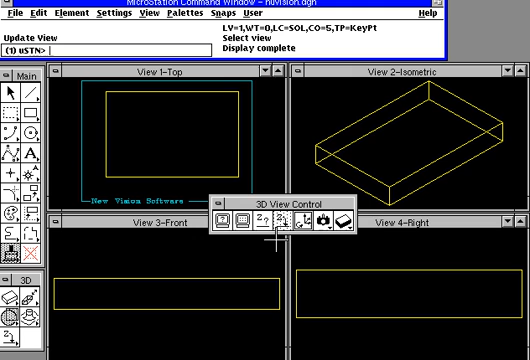 MicroStation Command Window - nuvision.dgn
File Edit Element Settings View Palettes Snaps User Help
LV=1,WT=0,LC=SOL,CO=5,TP=KeyPt
Update View Select view
(1) uSTN> Display complete
Main
View 1-Top
View 2-Isometric
New Vision Software
3D View Control
View 3-Front
View 4-Right
3D